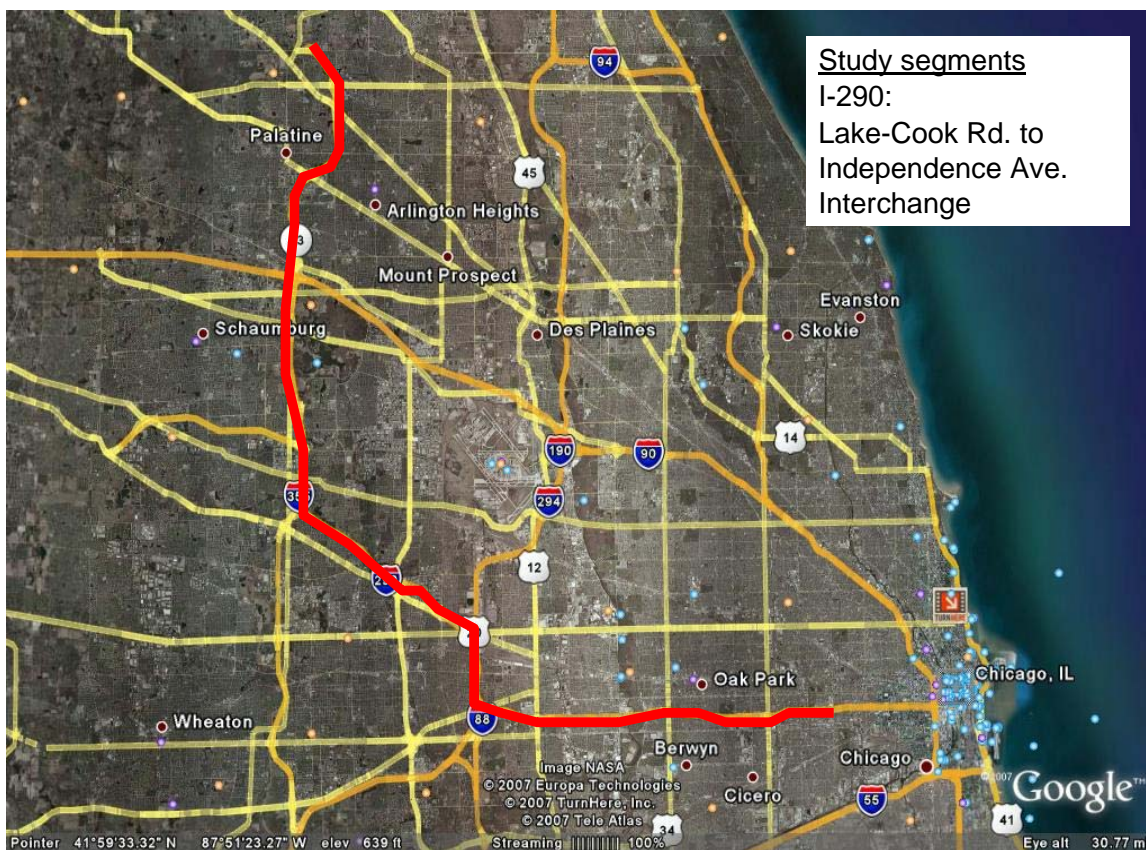 Study segments
I-290:
Lake-Cook Rd. to
Independence Ave.
Interchange
94
Palatine
45
Arlington Heights
Mount Prospect
Evanston
Schaumburg
Des Plaines
Skokie
14
190
90
294
12
TURNHERE
Oak Park
Chicago, IL
Wheaton
88
Berwyn
Chicago
Cicero
Image NASA
© 2007 Europa Technologies
© 2007 TurnHere, Inc.
© 2007 Tele Atlas
© 2007 Google™
55
41
34
Pointer 41°59'33.32" N 87°51'23.27" W elev 639 ft Streaming ||||||||| 100% Eye alt 30.77 m